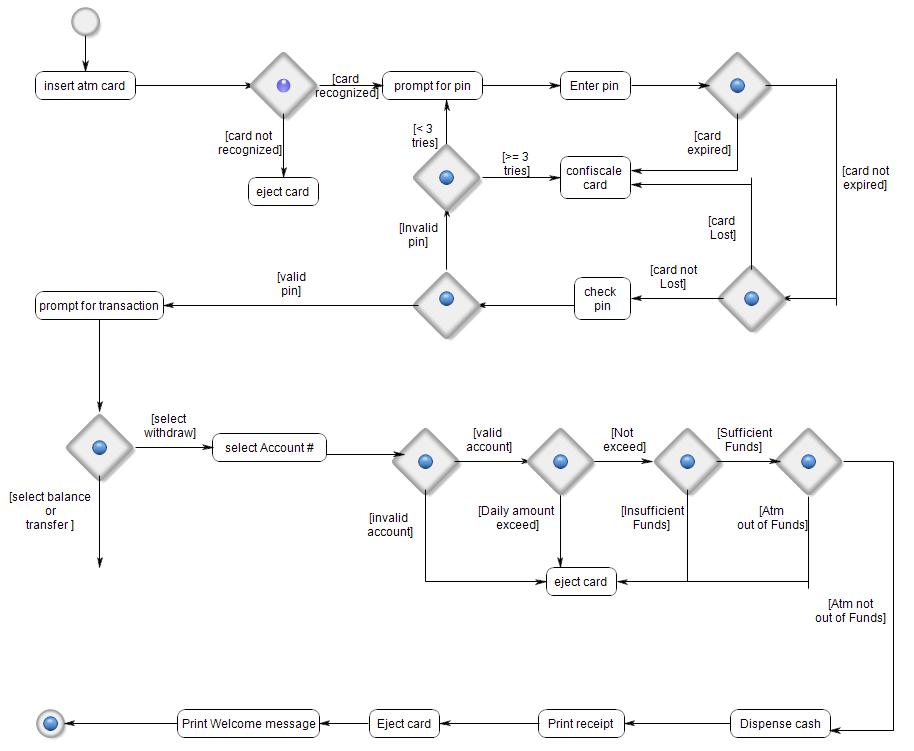 insert atm card
[card
recognized]
prompt for pin
Enter pin
[card not
recognized]
eject card
[< 3
tries]
[>= 3
tries]
[card
expired]
confiscale
card
[card not
expired]
[Invalid
pin]
[card
Lost]
[card not
Lost]
check
pin
[valid
pin]
prompt for transaction
[select
withdraw]
select Account #
[valid
account]
[Not
exceed]
[Sufficient
Funds]
[select balance
or
transfer ]
[invalid
account]
[Daily amount
exceed]
[Insufficient
Funds]
[Atm
out of Funds]
eject card
[Atm not
out of Funds]
Print Welcome message
Eject card
Print receipt
Dispense cash